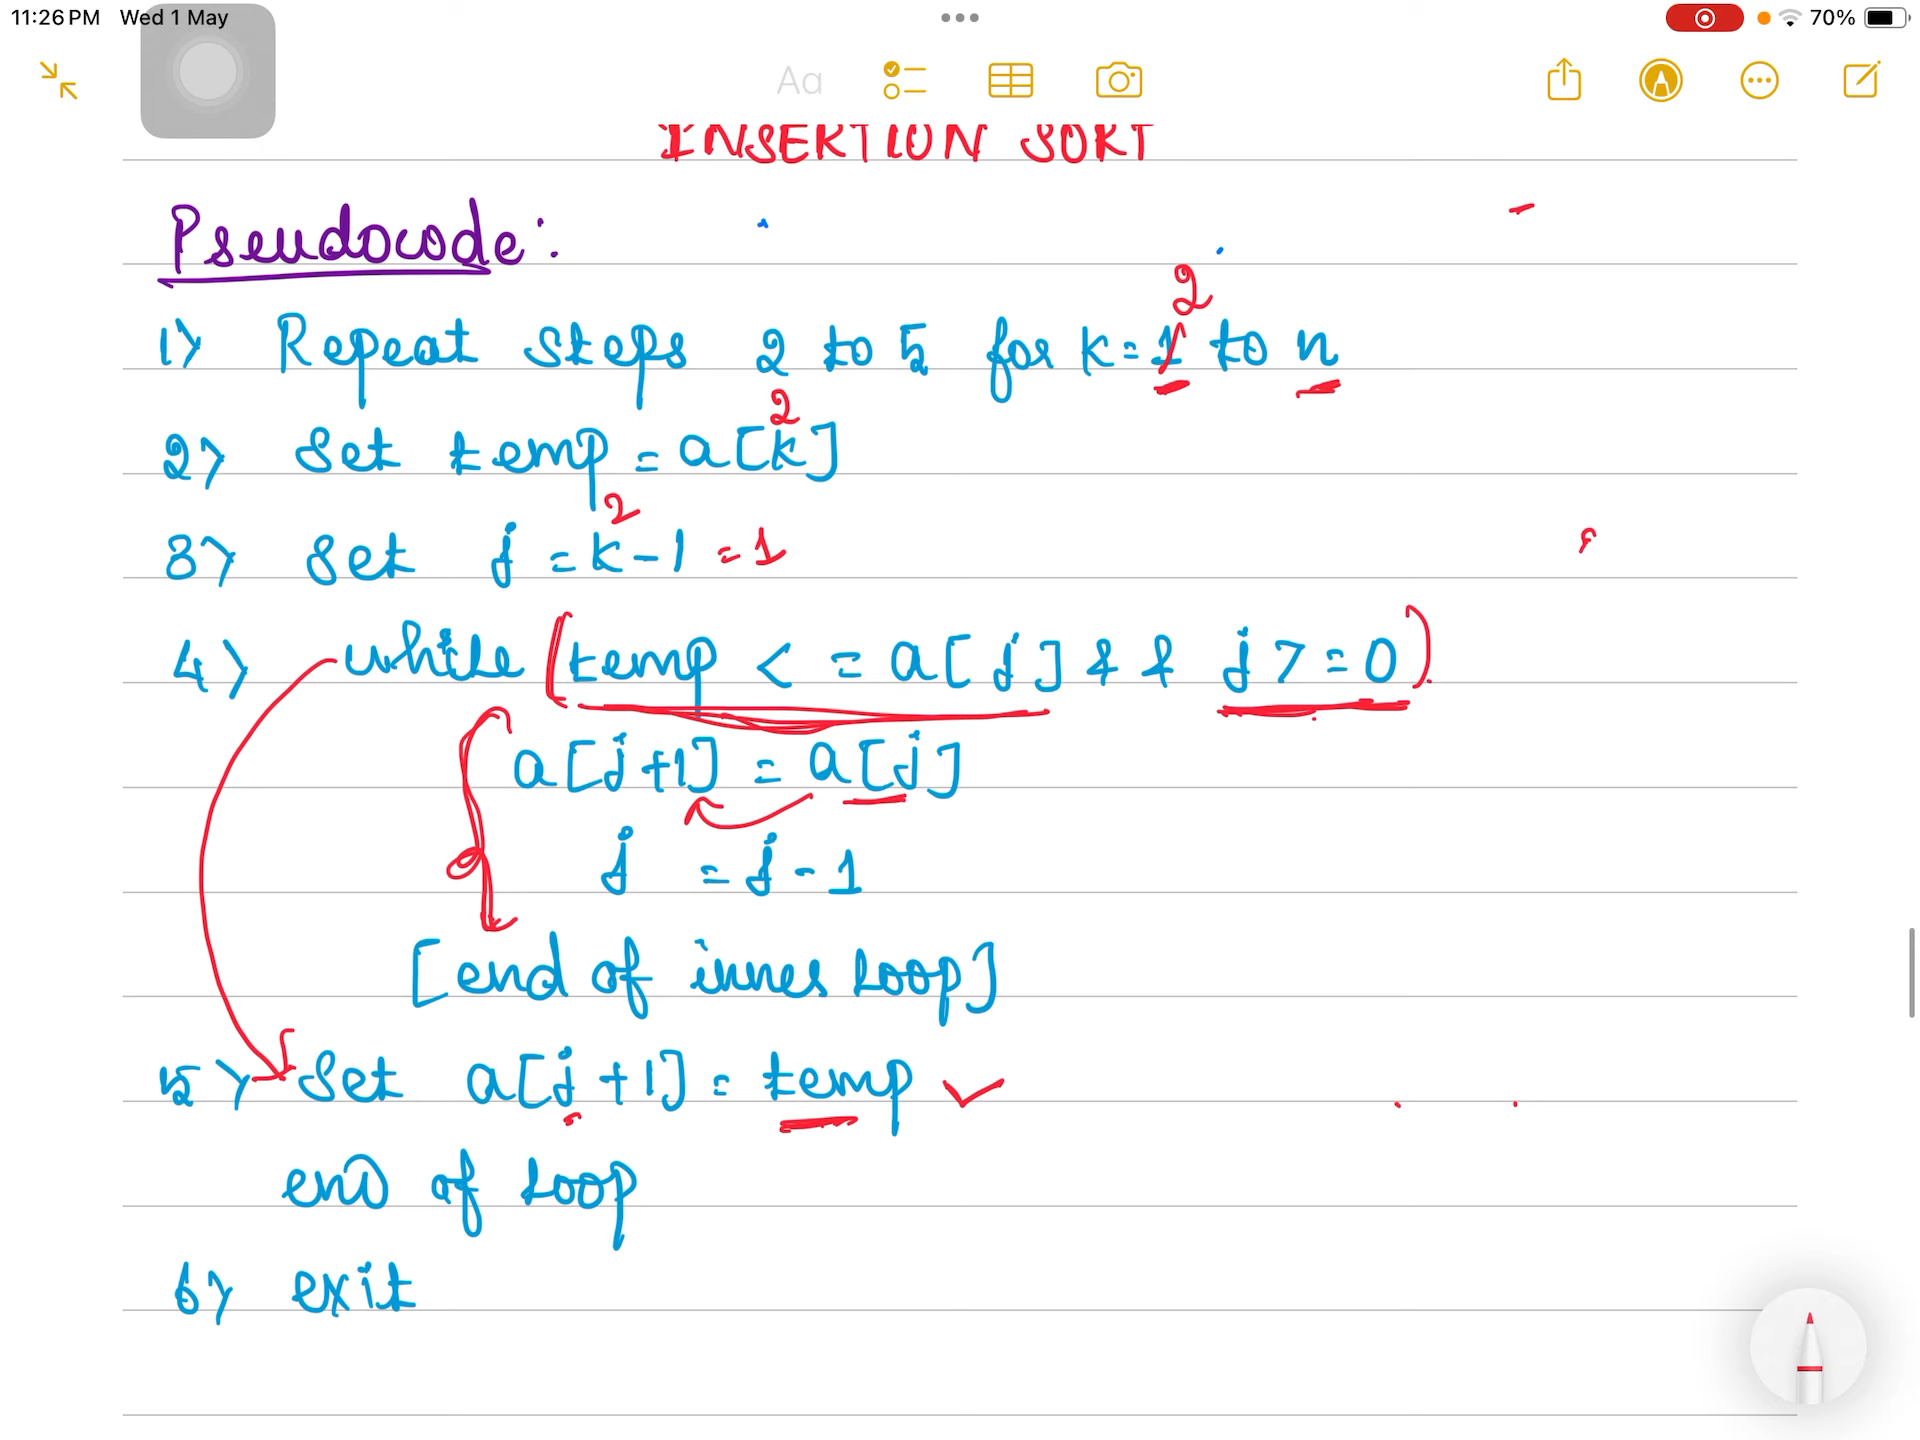 11:26 PM Wed 1 May 70%
Aa
INSERTION SORT
Pseudocode:
2
1) Repeat steps 2 to 5 for k=1 to n
2
2) Set temp = a[k]
2
3) Set j = k-1 = 1
4) while (temp < = a[j] & & j > = 0)
a[j+1] = a[j]
j = j - 1
[end of inner loop]
5) Set a[j+1] = temp
end of loop
6) exit